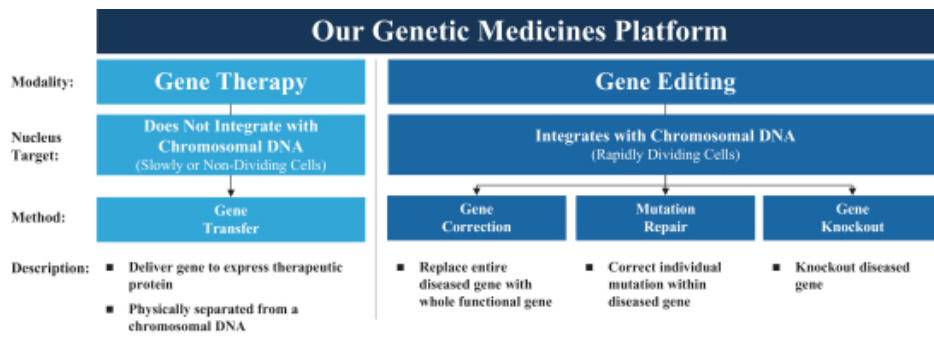 Our Genetic Medicines Platform
Modality:
Gene Therapy
Gene Editing
Nucleus
Target:
Does Not Integrate with
Chromosomal DNA
(Slowly or Non-Dividing Cells)
Integrates with Chromosomal DNA
(Rapidly Dividing Cells)
Method:
Gene
Transfer
Gene
Correction
Mutation
Repair
Gene
Knockout
Description:
■ Deliver gene to express therapeutic
protein
■ Physically separated from a
chromosomal DNA
■ Replace entire
diseased gene with
whole functional gene
■ Correct individual
mutation within
diseased gene
■ Knockout diseased
gene